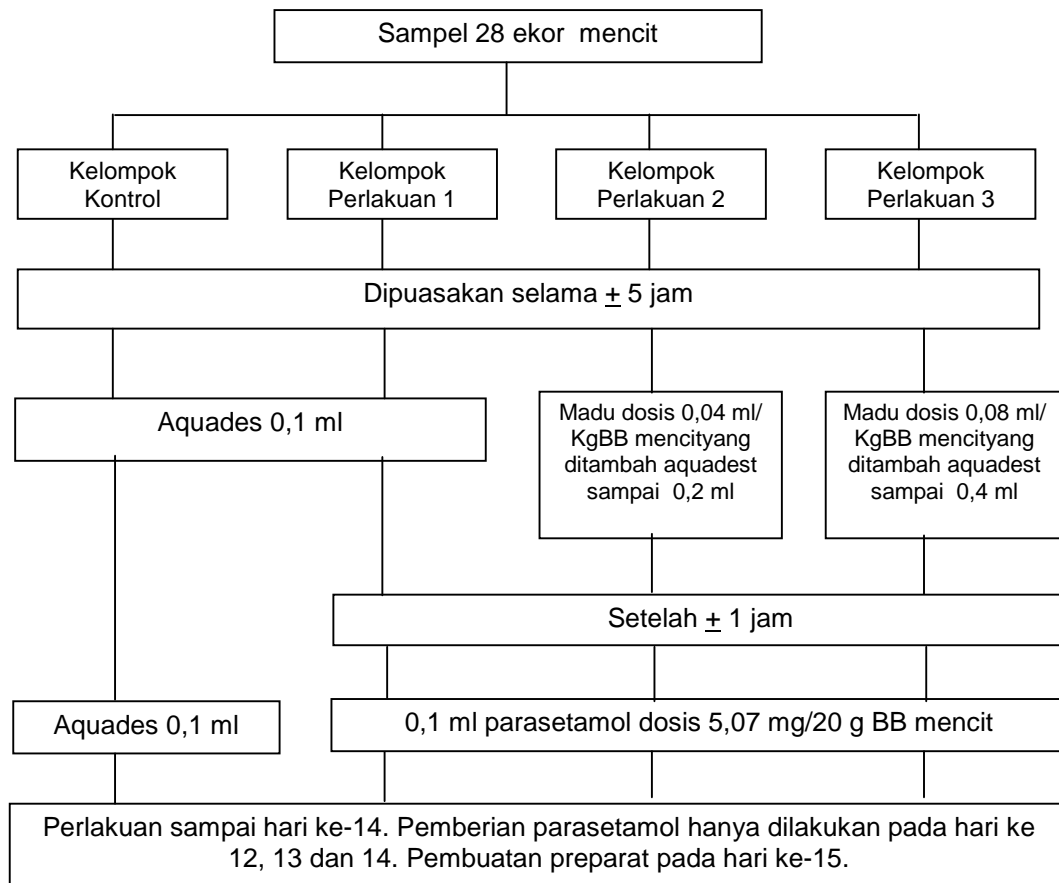 Sampel 28 ekor mencit
Kelompok
Kontrol
Kelompok
Perlakuan 1
Kelompok
Perlakuan 2
Kelompok
Perlakuan 3
Dipuasakan selama ± 5 jam
Aquades 0,1 ml
Madu dosis 0,04 ml/
KgBB mencityang
ditambah aquadest
sampai 0,2 ml
Madu dosis 0,08 ml/
KgBB mencityang
ditambah aquadest
sampai 0,4 ml
Setelah ± 1 jam
Aquades 0,1 ml
0,1 ml parasetamol dosis 5,07 mg/20 g BB mencit
Perlakuan sampai hari ke-14. Pemberian parasetamol hanya dilakukan pada hari ke
12, 13 dan 14. Pembuatan preparat pada hari ke-15.